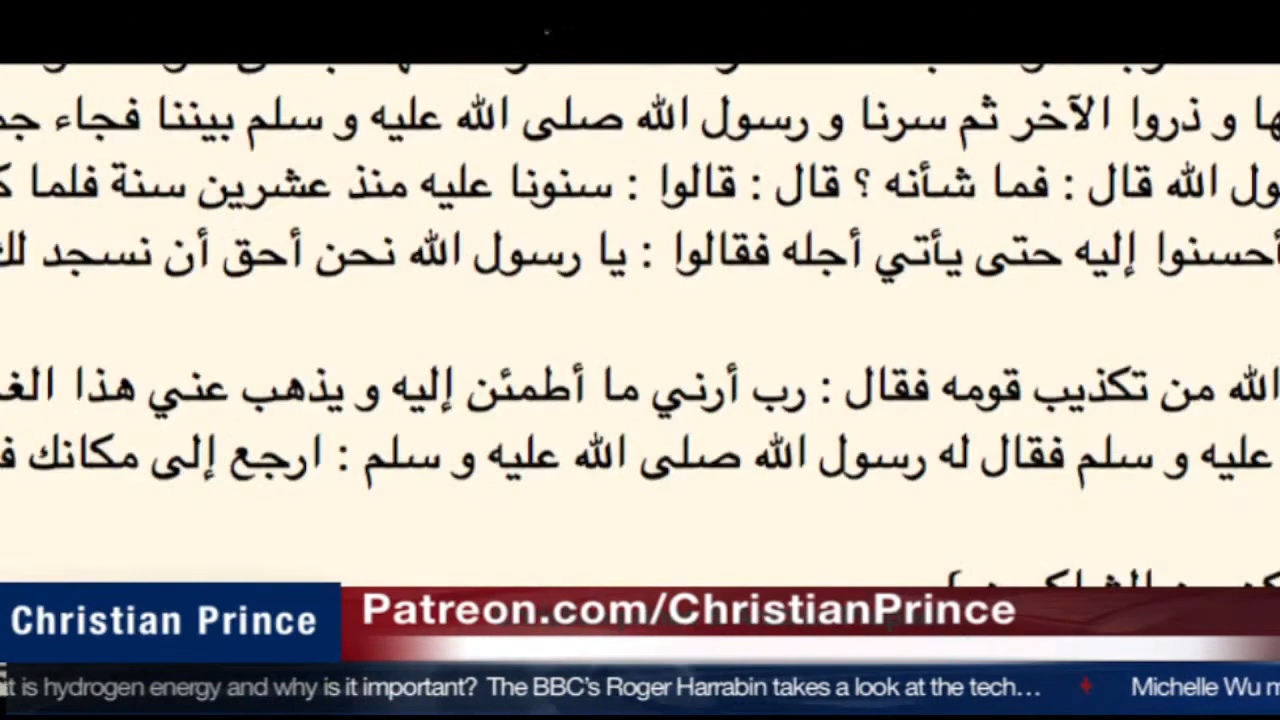 ها و ذروا الآخر ثم سرنا و رسول الله صلى الله عليه و سلم بيننا فجاء
ول الله قال : فما شأنه ؟ قال : قالوا : سنونا عليه منذ عشرين سنة فلما
أحسنوا إليه حتى يأتي أجله فقالوا : يا رسول الله نحن أحق أن نسجد لك
الله من تكذيب قومه فقال : رب أرني ما أطمئن إليه و يذهب عني هذا
عليه و سلم فقال له رسول الله صلى الله عليه و سلم : ارجع إلى مكانك
Christian Prince
Patreon.com/ChristianPrince
t is hydrogen energy and why is it important? The BBC's Roger Harrabin takes a look at the tech… Michelle Wu